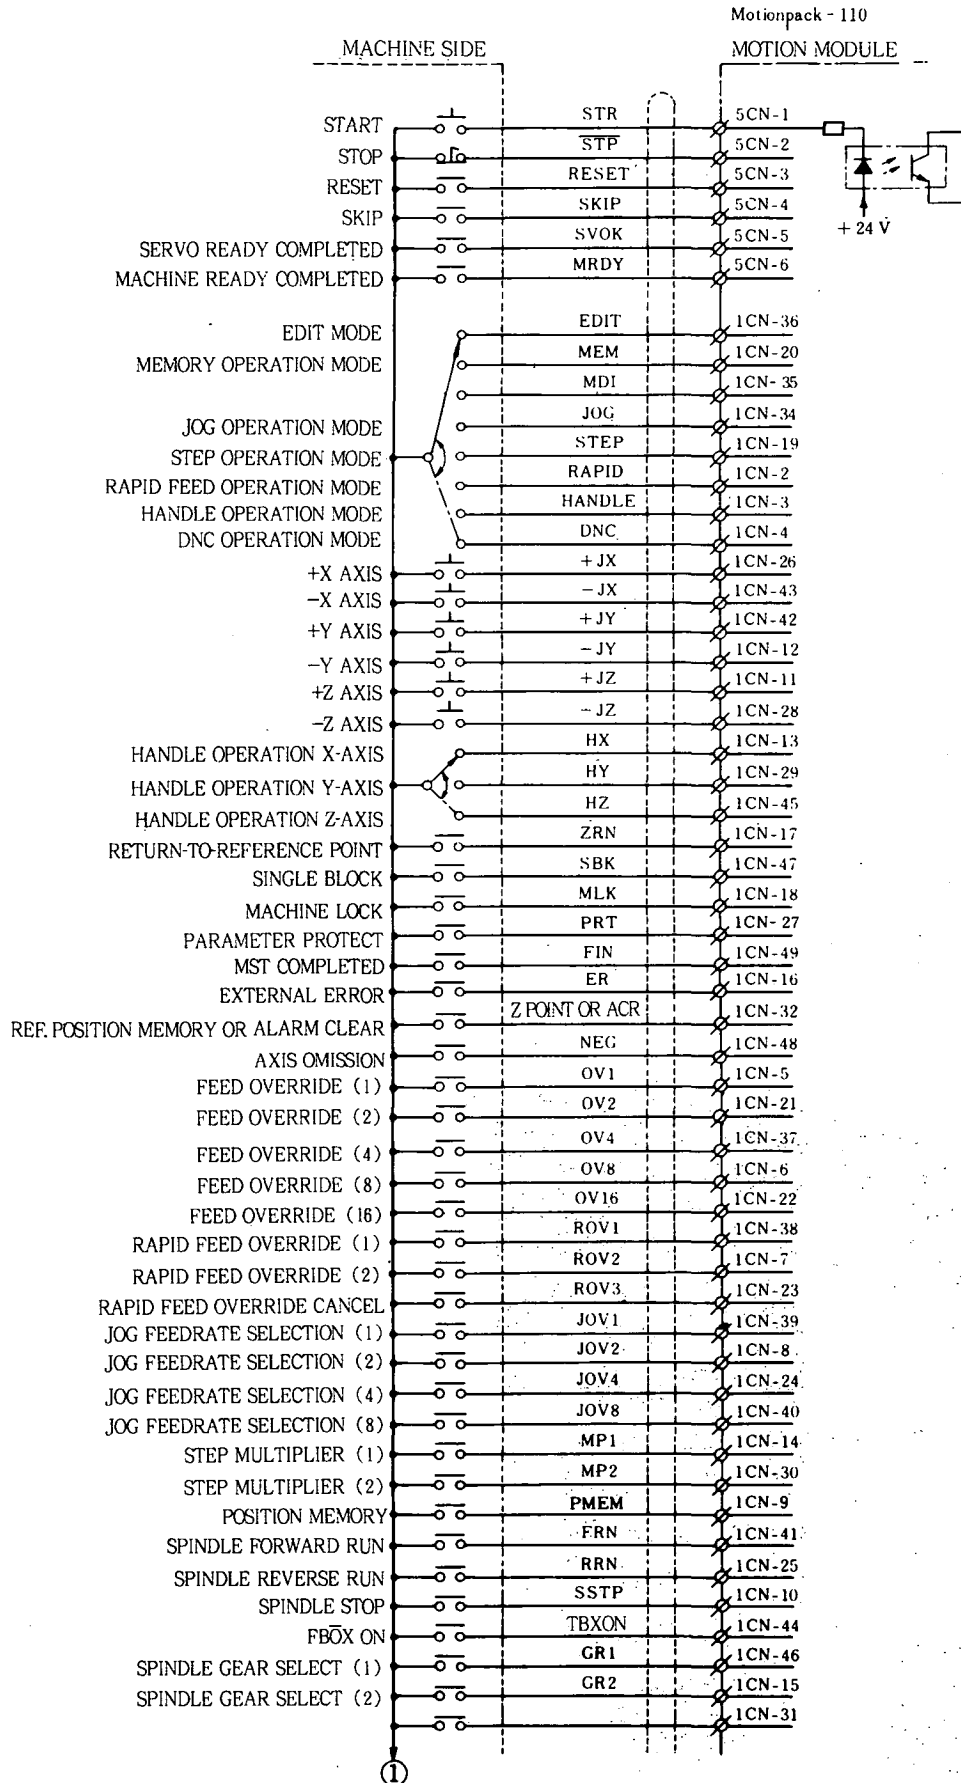 Motionpack - 110
MACHINE SIDE MOTION MODULE
START STR 5CN-1
STOP S̅T̅P̅ 5CN-2
RESET RESET 5CN-3
SKIP SKIP 5CN-4
+ 24 V
SERVO READY COMPLETED SVOK 5CN-5
MACHINE READY COMPLETED MRDY 5CN-6
EDIT MODE EDIT 1CN-36
MEMORY OPERATION MODE MEM 1CN-20
MDI 1CN-35
JOG OPERATION MODE JOG 1CN-34
STEP OPERATION MODE STEP 1CN-19
RAPID FEED OPERATION MODE RAPID 1CN-2
HANDLE OPERATION MODE HANDLE 1CN-3
DNC OPERATION MODE DNC 1CN-4
+X AXIS +JX 1CN-26
-X AXIS -JX 1CN-43
+Y AXIS +JY 1CN-42
-Y AXIS -JY 1CN-12
+Z AXIS +JZ 1CN-11
-Z AXIS -JZ 1CN-28
HANDLE OPERATION X-AXIS HX 1CN-13
HANDLE OPERATION Y-AXIS HY 1CN-29
HANDLE OPERATION Z-AXIS HZ 1CN-45
RETURN-TO-REFERENCE POINT ZRN 1CN-17
SINGLE BLOCK SBK 1CN-47
MACHINE LOCK MLK 1CN-18
PARAMETER PROTECT PRT 1CN-27
MST COMPLETED FIN 1CN-49
EXTERNAL ERROR ER 1CN-16
REF. POSITION MEMORY OR ALARM CLEAR Z POINT OR ACR 1CN-32
AXIS OMISSION NEG 1CN-48
FEED OVERRIDE (1) OV1 1CN-5
FEED OVERRIDE (2) OV2 1CN-21
FEED OVERRIDE (4) OV4 1CN-37
FEED OVERRIDE (8) OV8 1CN-6
FEED OVERRIDE (16) OV16 1CN-22
RAPID FEED OVERRIDE (1) ROV1 1CN-38
RAPID FEED OVERRIDE (2) ROV2 1CN-7
RAPID FEED OVERRIDE CANCEL ROV3 1CN-23
JOG FEEDRATE SELECTION (1) JOV1 1CN-39
JOG FEEDRATE SELECTION (2) JOV2 1CN-8
JOG FEEDRATE SELECTION (4) JOV4 1CN-24
JOG FEEDRATE SELECTION (8) JOV8 1CN-40
STEP MULTIPLIER (1) MP1 1CN-14
STEP MULTIPLIER (2) MP2 1CN-30
POSITION MEMORY PMEM 1CN-9
SPINDLE FORWARD RUN FRN 1CN-41
SPINDLE REVERSE RUN RRN 1CN-25
SPINDLE STOP SSTP 1CN-10
FBOX ON TBXON 1CN-44
SPINDLE GEAR SELECT (1) GR1 1CN-46
SPINDLE GEAR SELECT (2) GR2 1CN-15
1CN-31
①